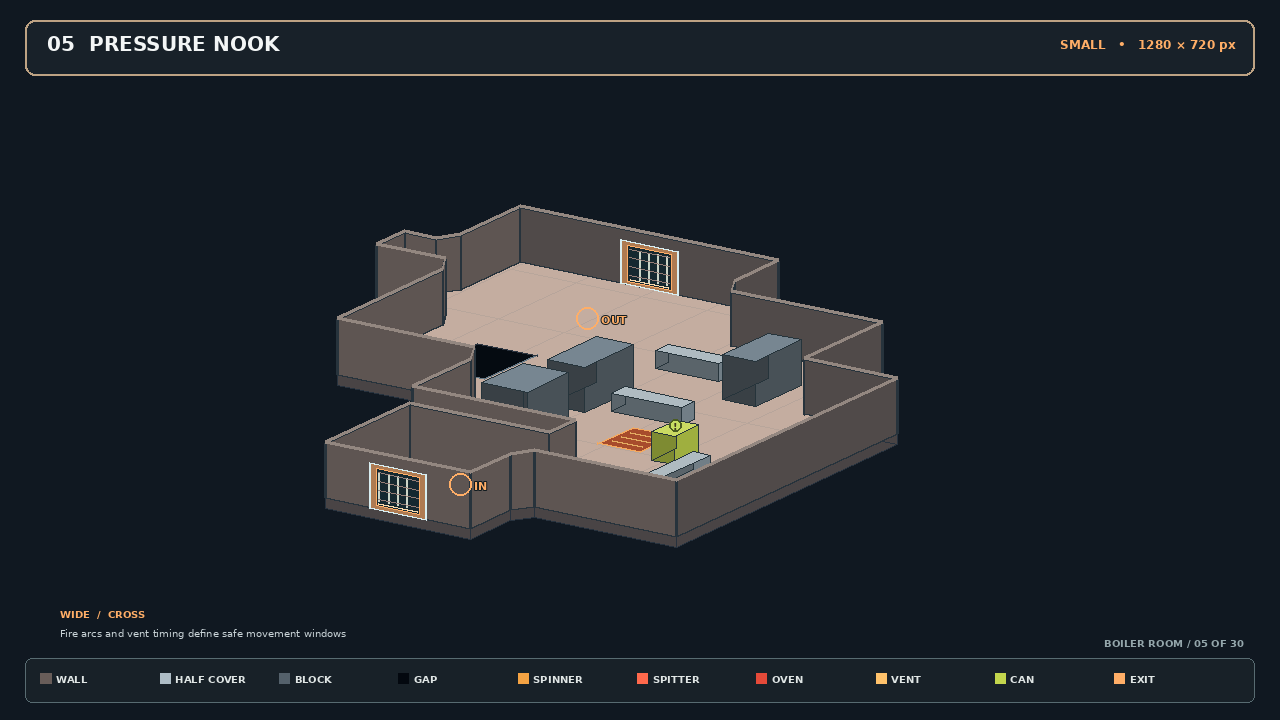 05 PRESSURE NOOK
SMALL • 1280 × 720 px
OUT
!
IN
WIDE / CROSS
Fire arcs and vent timing define safe movement windows
BOILER ROOM / 05 OF 30
WALL HALF COVER BLOCK GAP SPINNER SPITTER OVEN VENT CAN EXIT